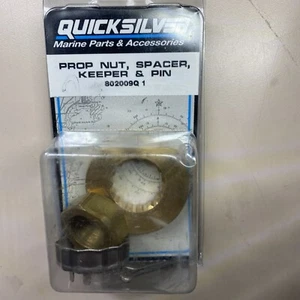 QUICKSILVER
Marine Parts & Accessories
PROP NUT, SPACER,
KEEPER & PIN
802009Q 1